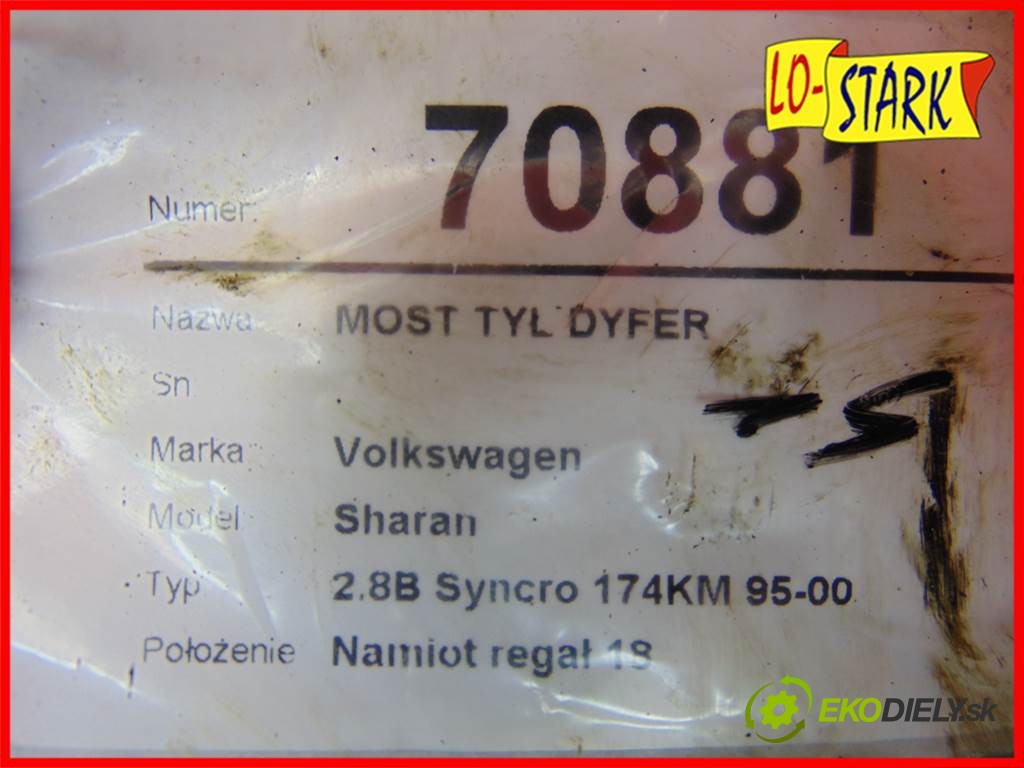 LO-STARK
Numer: 70881
Nazwa MOST TYŁ DYFER
Sn
Marka: Volkswagen
Model: Sharan
Typ 2.8B Syncro 174KM 95-00
Położenie Namiot regał 18
EKODIELY.sk